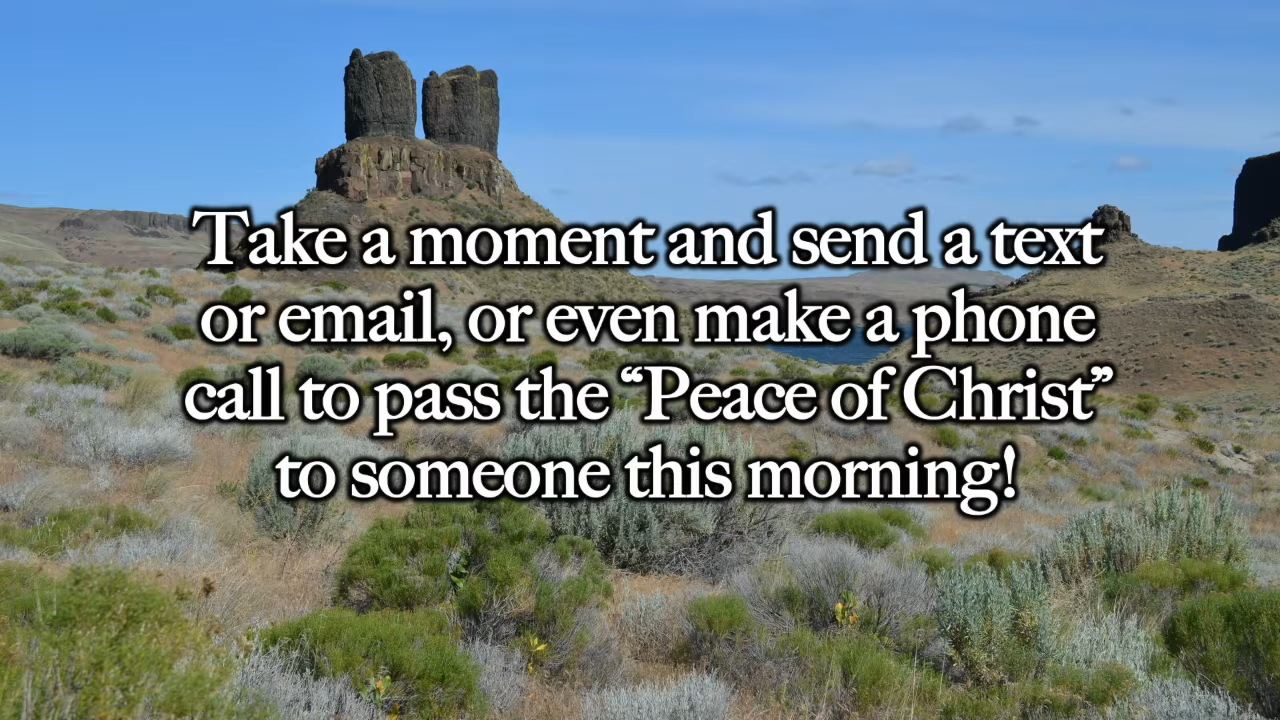 Take a moment and send a text
or email, or even make a phone
call to pass the “Peace of Christ”
to someone this morning!